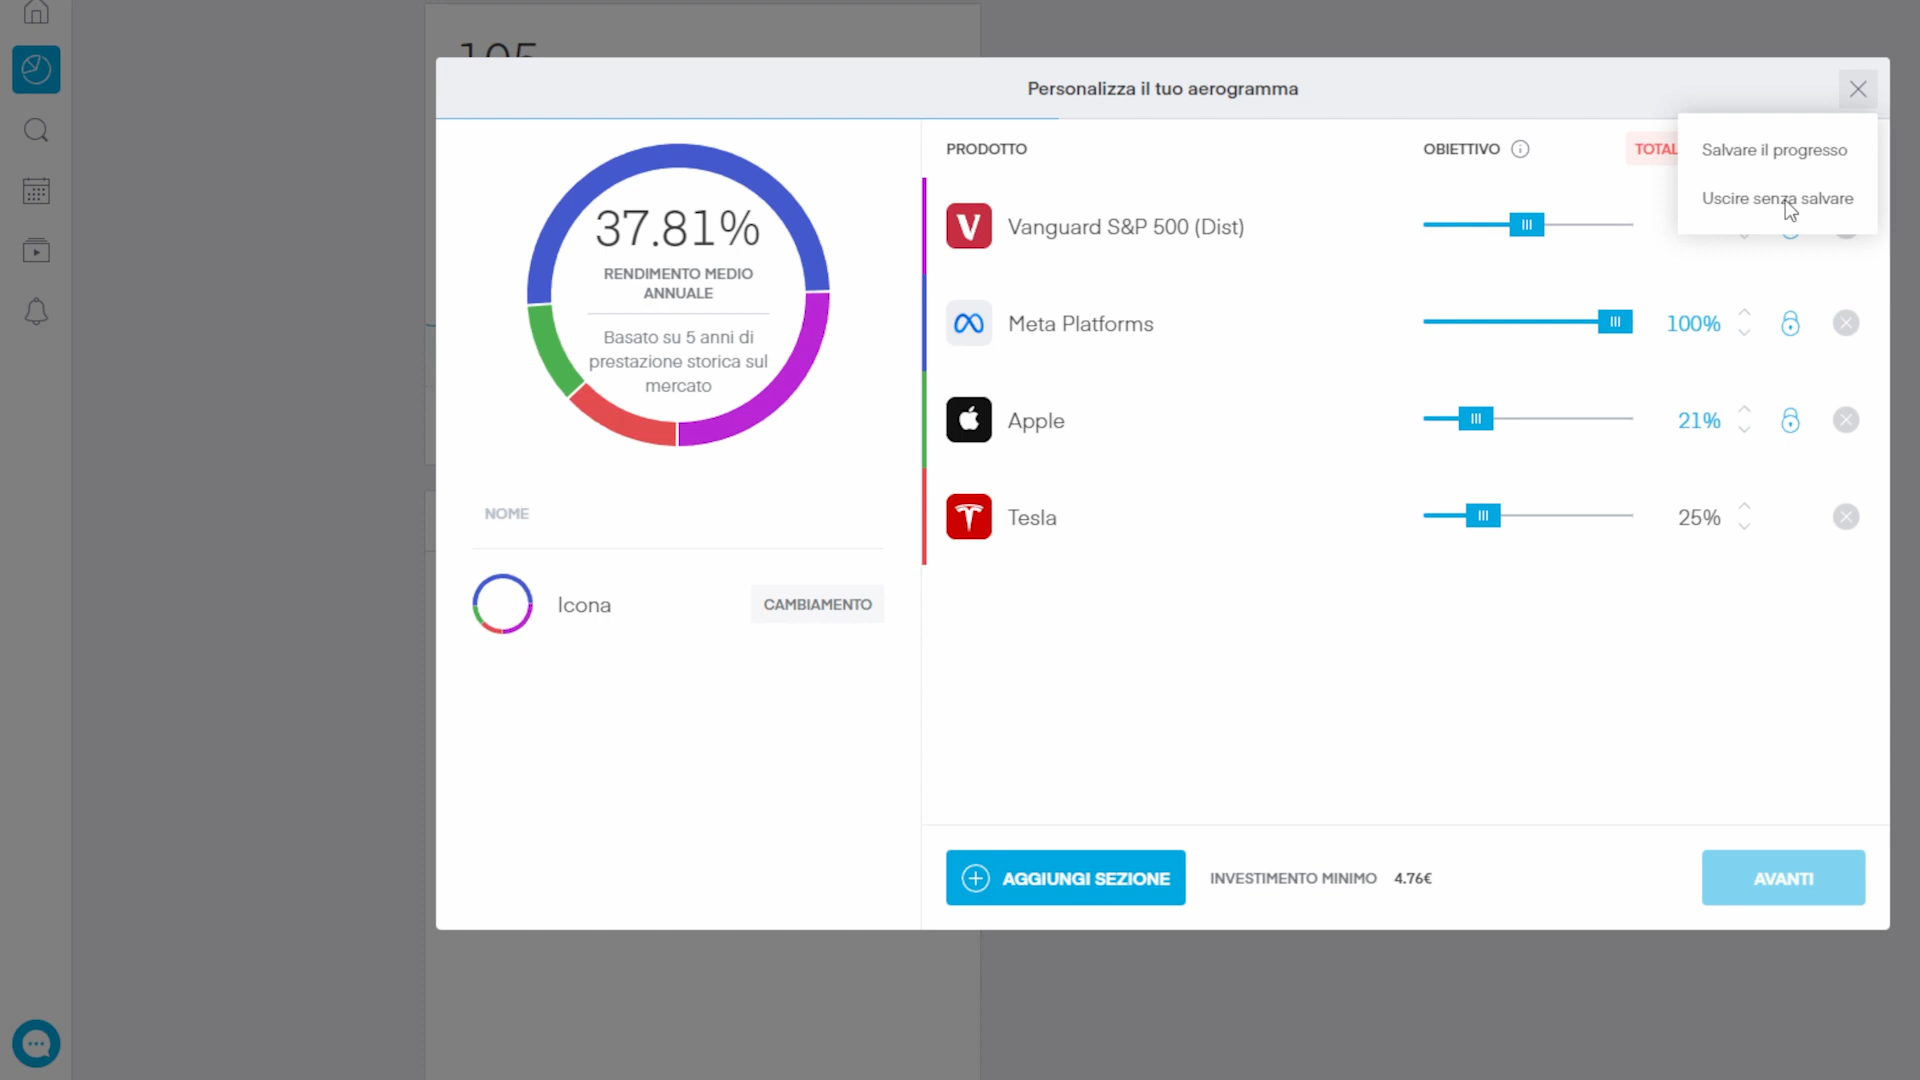 105
Personalizza il tuo aerogramma
37.81%
RENDIMENTO MEDIO
ANNUALE
Basato su 5 anni di
prestazione storica sul
mercato
NOME
Icona
CAMBIAMENTO
PRODOTTO
OBIETTIVO
TOTAL
Salvare il progresso
Uscire senza salvare
Vanguard S&P 500 (Dist)
Meta Platforms
100%
Apple
21%
Tesla
25%
AGGIUNGI SEZIONE
INVESTIMENTO MINIMO 4.76€
AVANTI